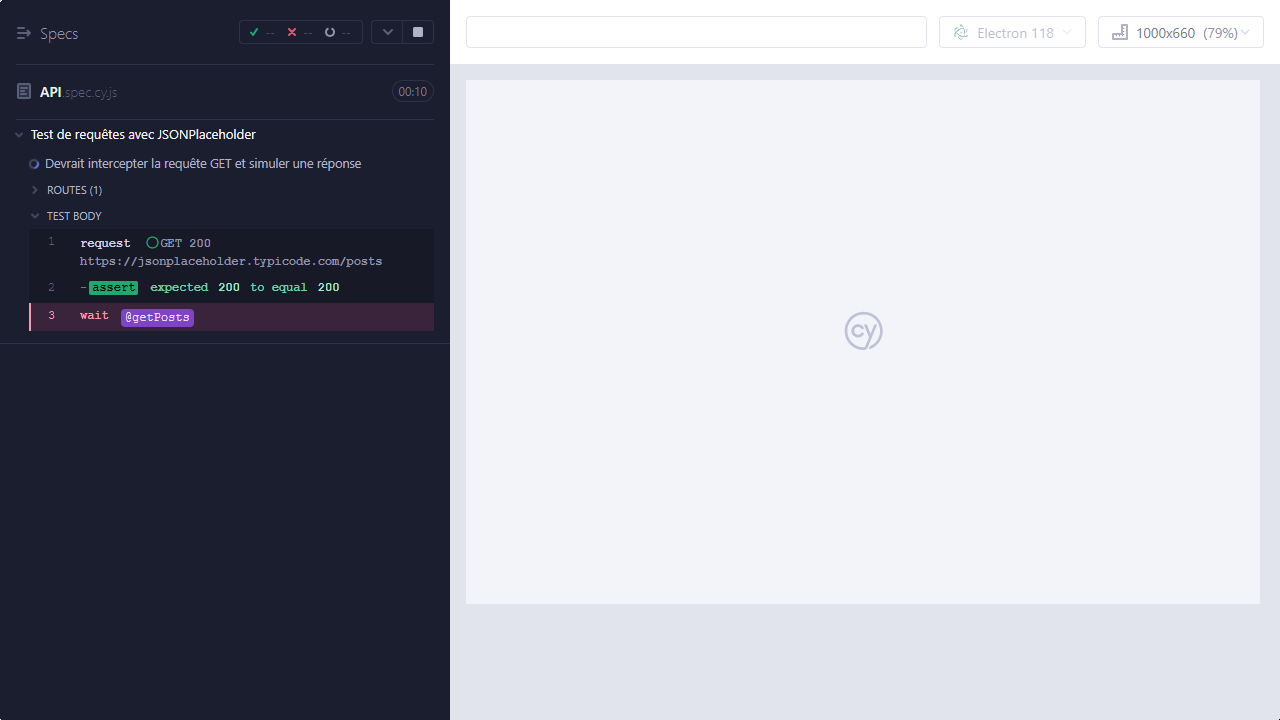 Specs
-- -- --
API.spec.cy.js
00:10
Test de requêtes avec JSONPlaceholder
Devrait intercepter la requête GET et simuler une réponse
ROUTES (1)
TEST BODY
1 request GET 200
https://jsonplaceholder.typicode.com/posts
2 -assert expected 200 to equal 200
3 wait @getPosts
Electron 118
1000x660 (79%)
cy